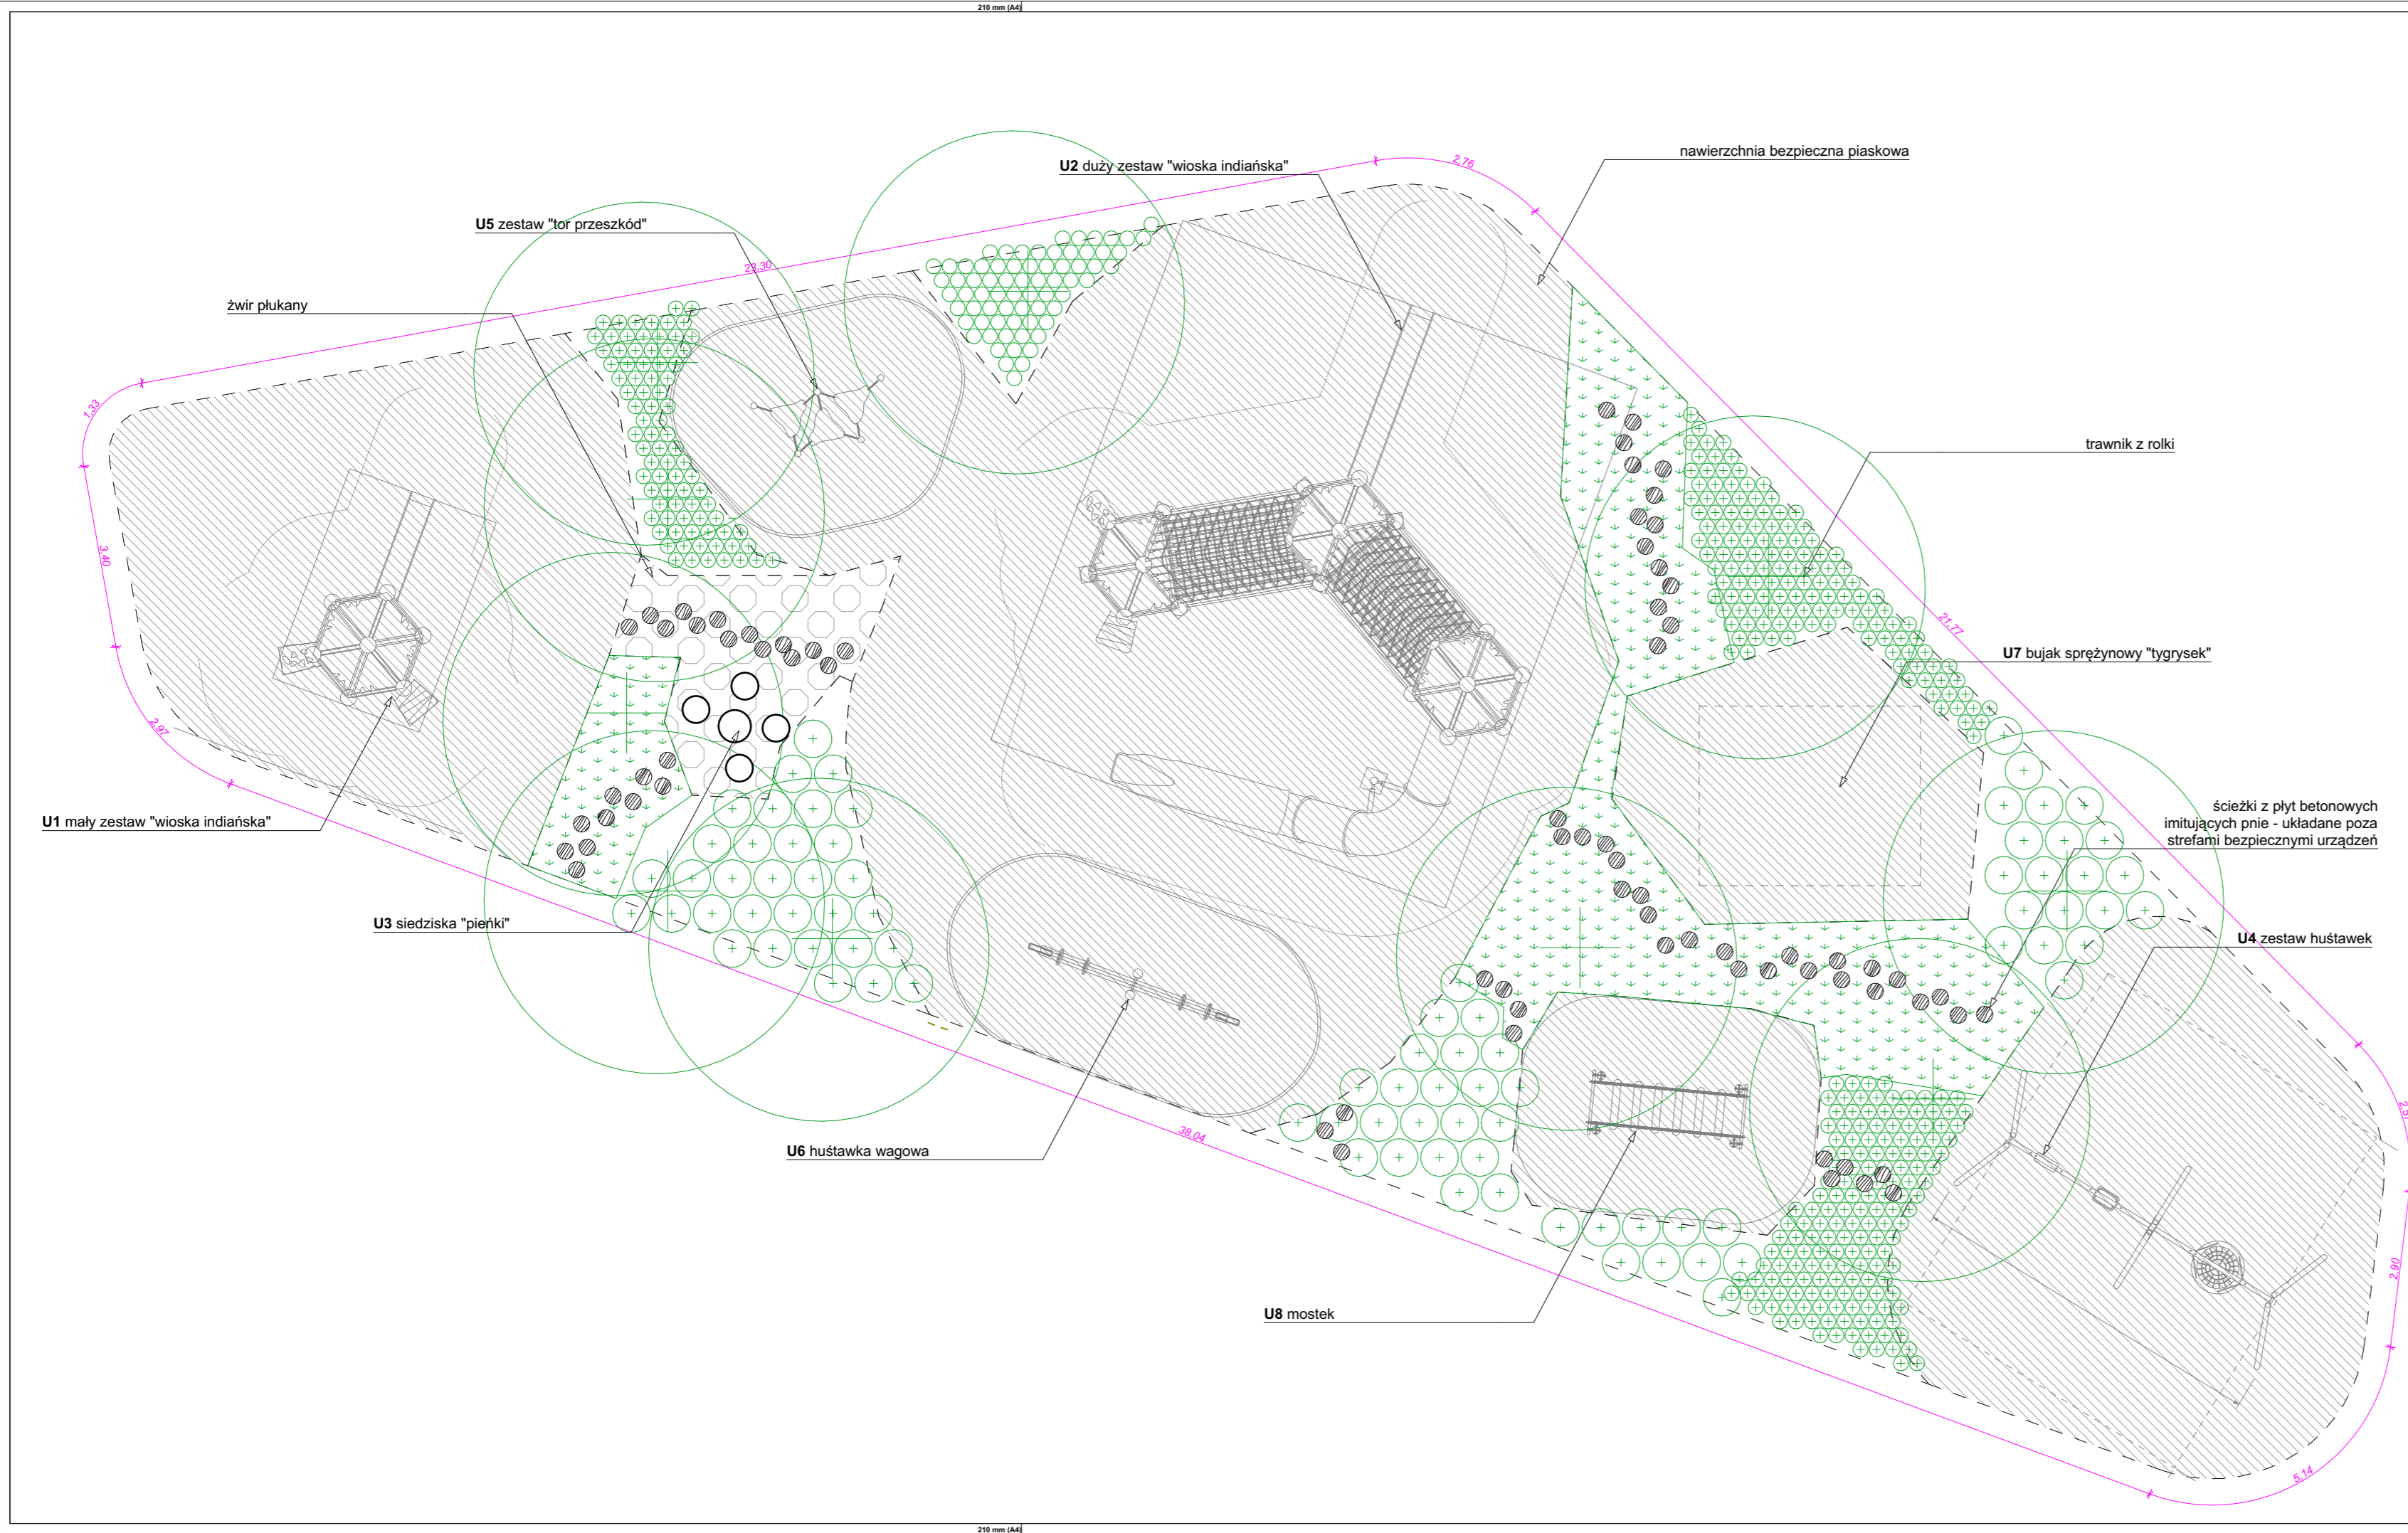 210 mm (A4)
2,76
nawierzchnia bezpieczna piaskowa
U2 duży zestaw "wioska indiańska"
U5 zestaw "tor przeszkód"
23,30
żwir płukany
1,33
trawnik z rolki
3,40
21,77
U7 bujak sprężynowy "tygrysek"
2,97
ścieżki z płyt betonowych
imitujących pnie - układane poza
strefami bezpiecznymi urządzeń
U1 mały zestaw "wioska indiańska"
U3 siedziska "pieńki"
U4 zestaw huśtawek
38,04
U6 huśtawka wagowa
2,90
U8 mostek
5,14
210 mm (A4)